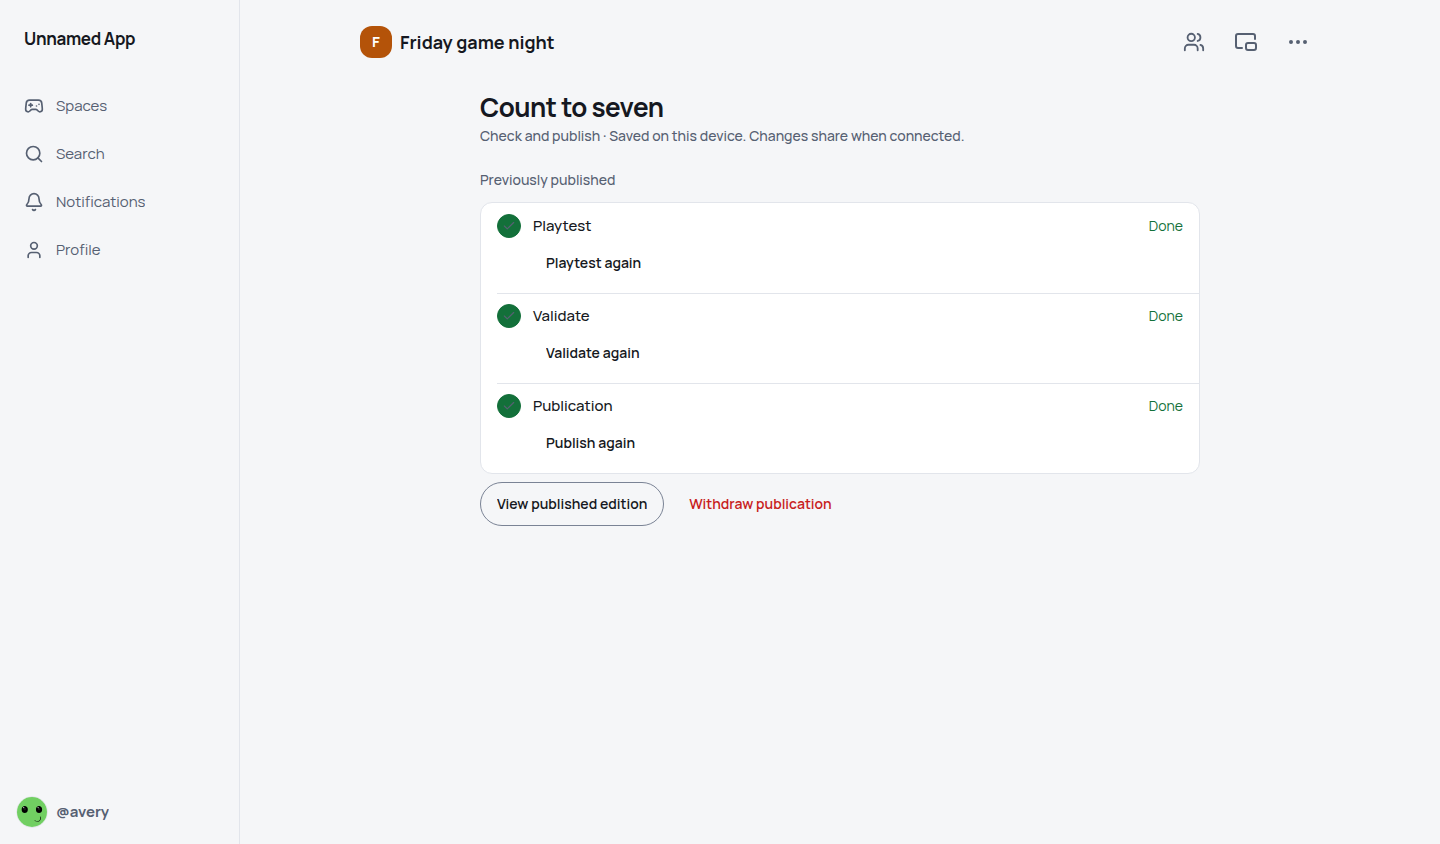 Unnamed App
Spaces
Search
Notifications
Profile
@avery
F
Friday game night
Count to seven
Check and publish · Saved on this device. Changes share when connected.
Previously published
Playtest
Done
Playtest again
Validate
Done
Validate again
Publication
Done
Publish again
View published edition
Withdraw publication